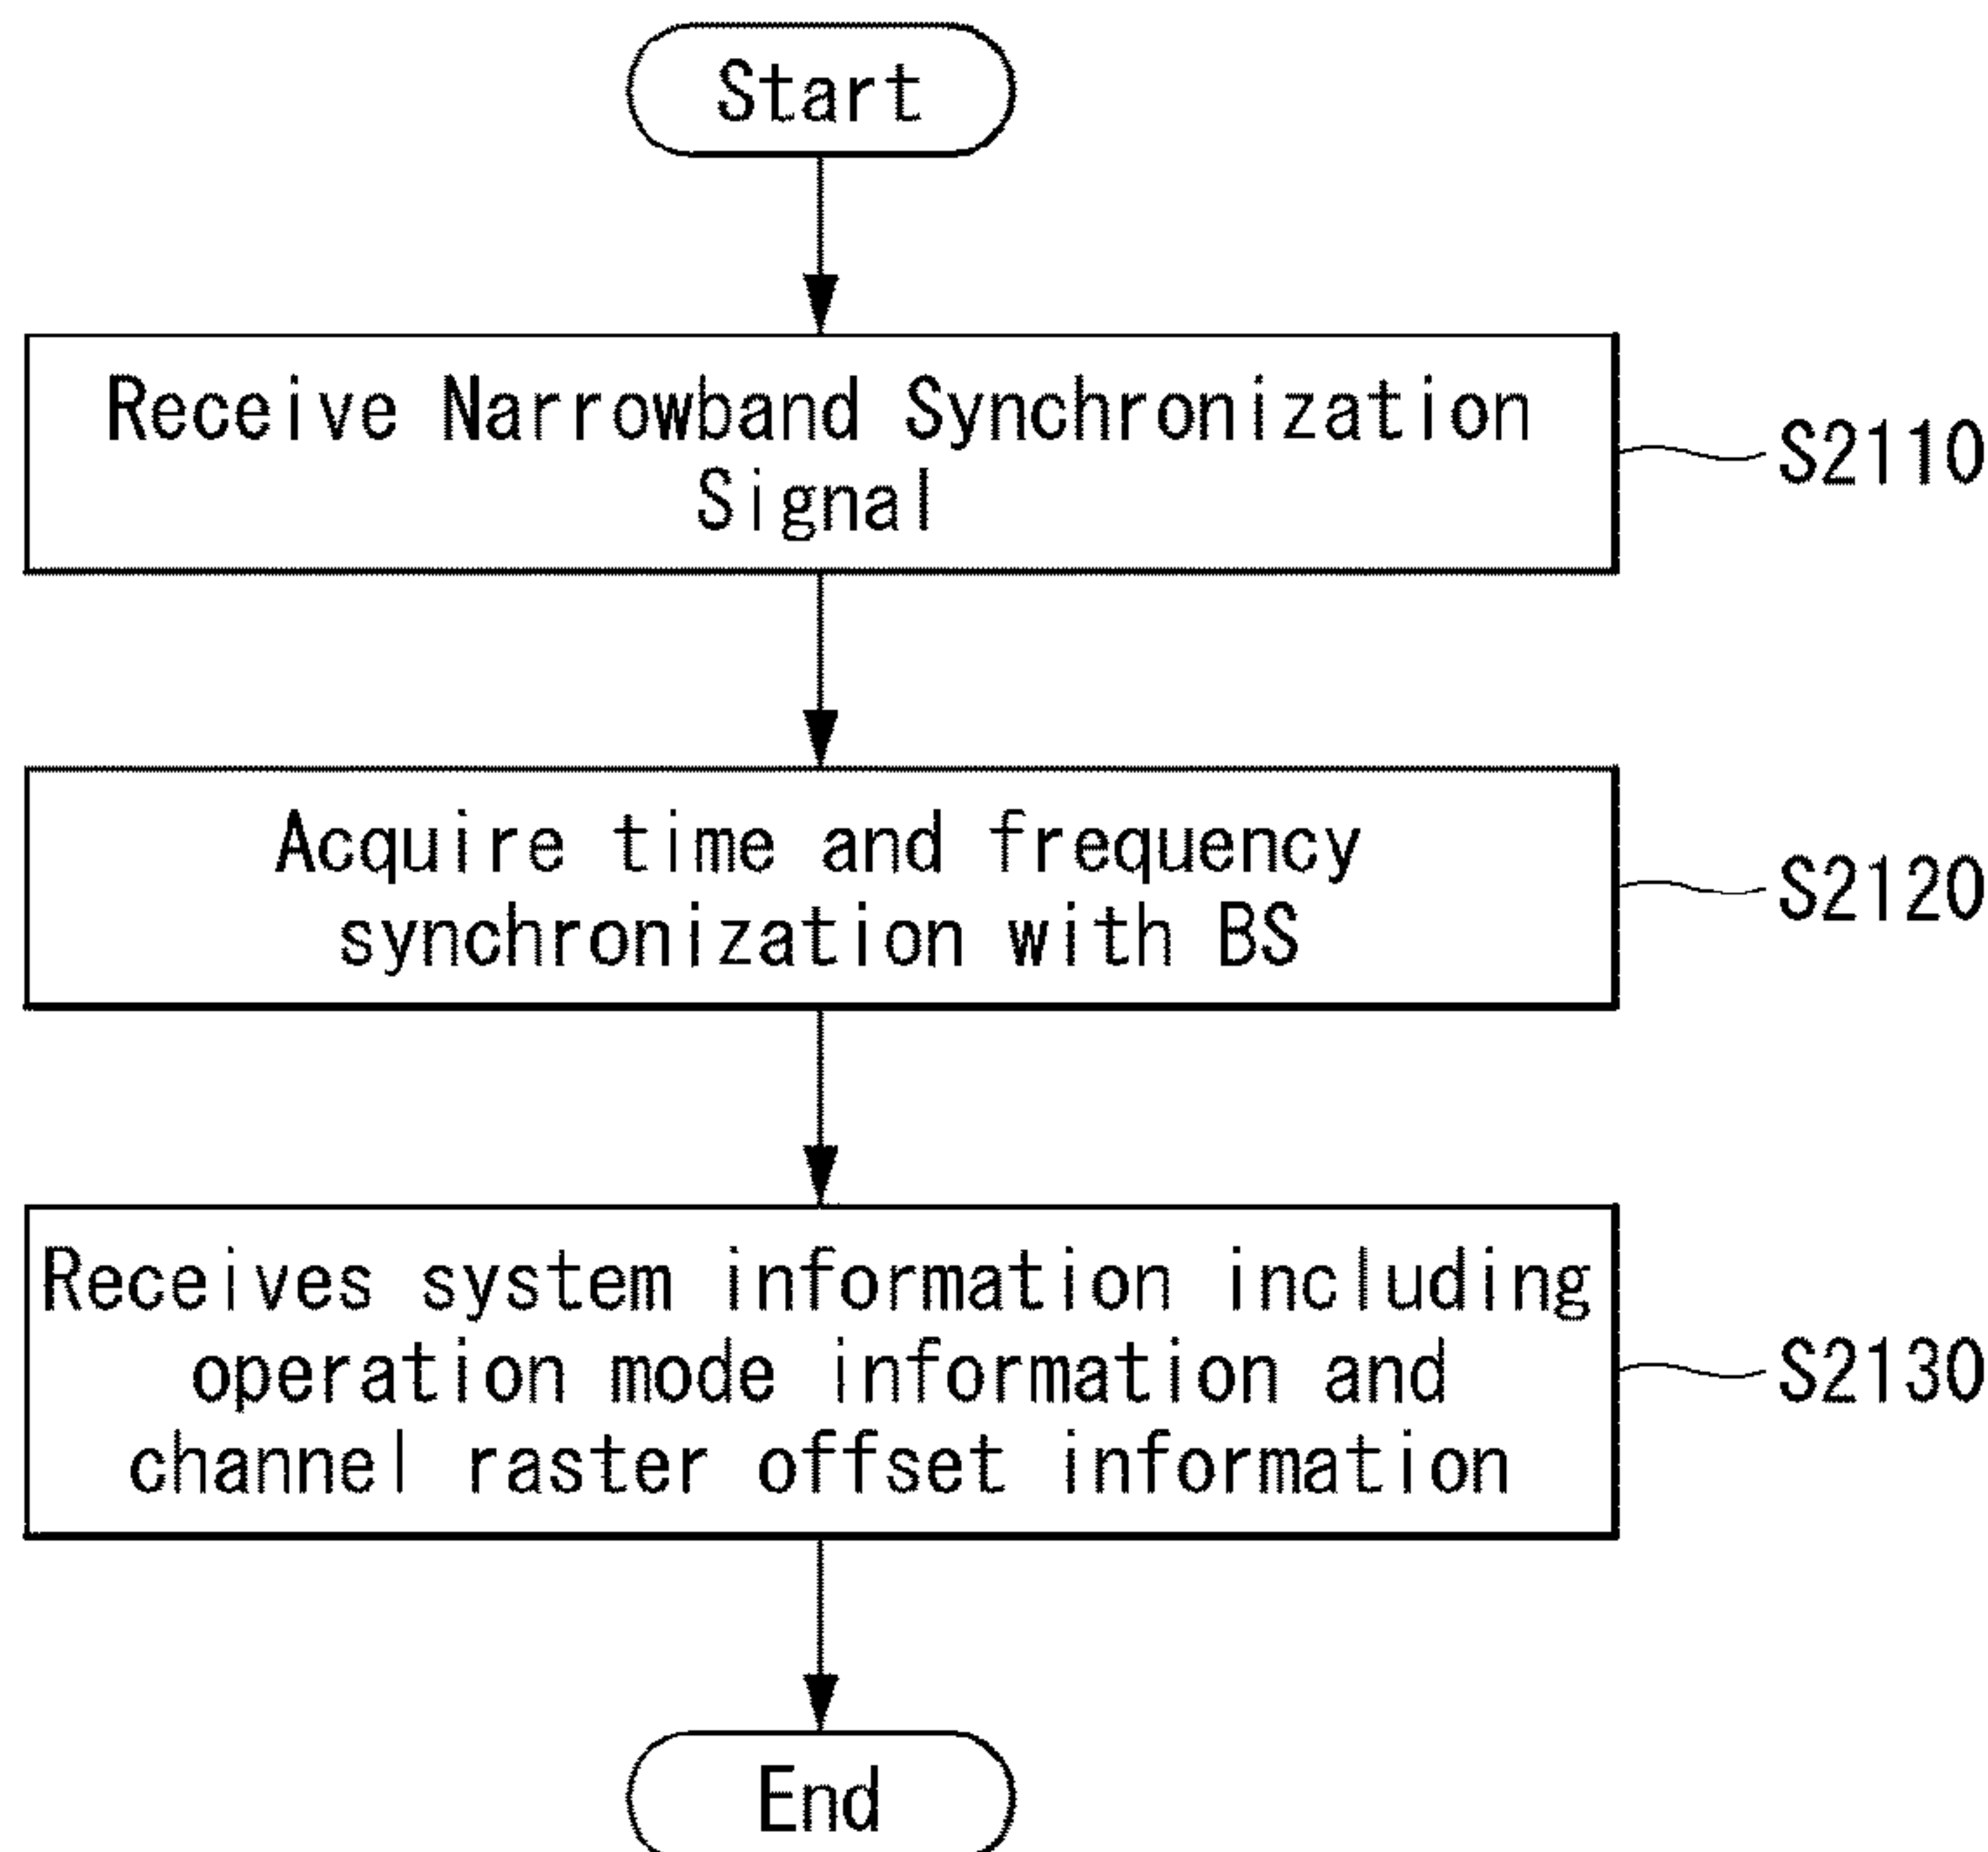 Start
Receive Narrowband Synchronization
Signal
S2110
Acquire time and frequency
synchronization with BS
S2120
Receives system information including
operation mode information and
channel raster offset information
S2130
End